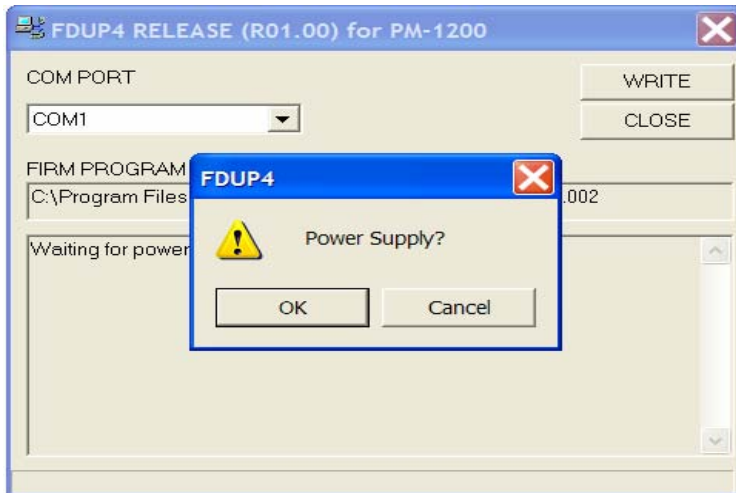 FDUP4 RELEASE (R01.00) for PM-1200
COM PORT
WRITE
COM1
CLOSE
FIRM PROGRAM
C:\Program Files
.002
FDUP4
Waiting for power
Power Supply?
OK
Cancel